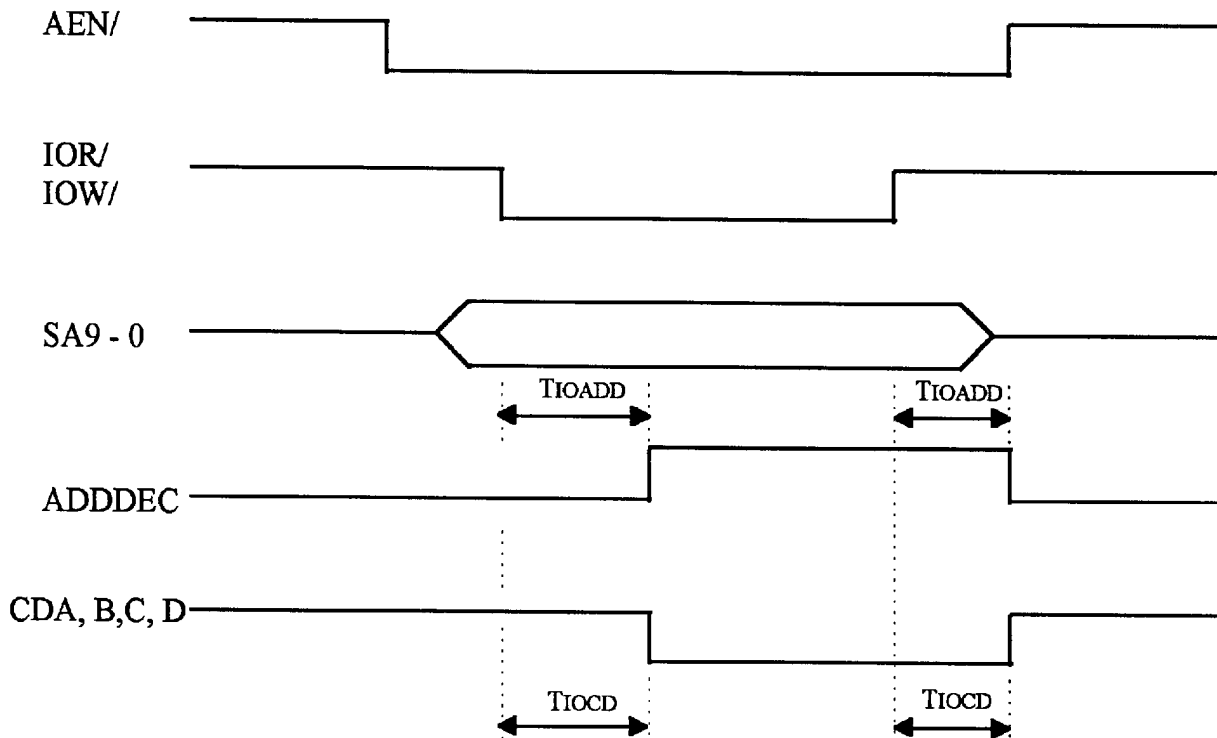 AEN/
IOR/
IOW/
SA9 - 0
TIOADD TIOADD
ADDDEC
CDA, B,C, D
TIOCD TIOCD